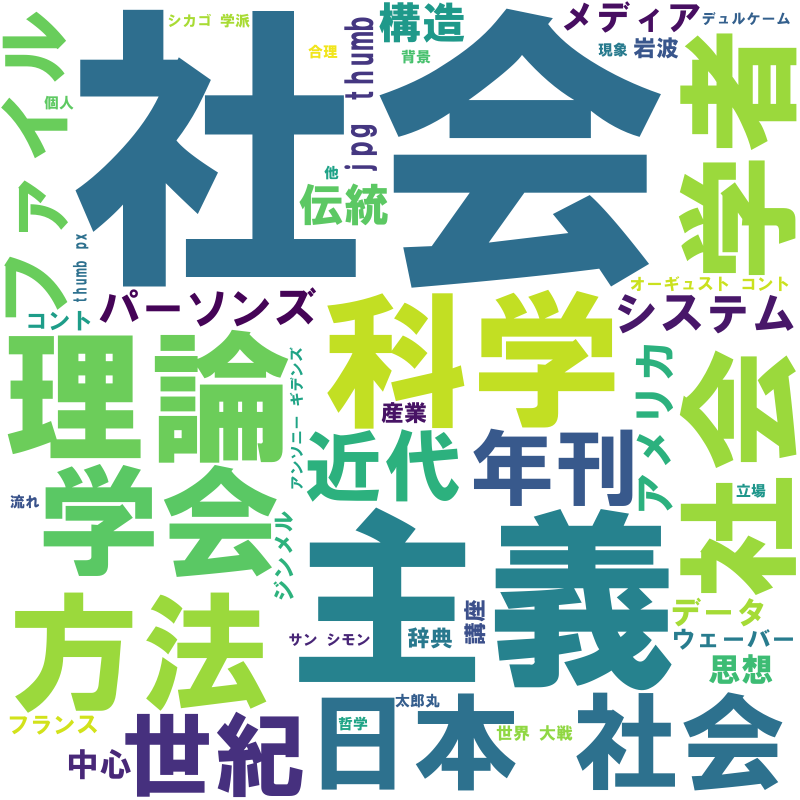 シカゴ 学派
構造
メディア
デュルケーム
ファイル
社会
合理
jpg thumb
背景
現象
岩波
学者
個人
他
伝統
thumb px
オーギュスト コント
コント
パーソンズ
科学
システム
理論
アンソニー ギデンズ
産業
アメリカ
社会
近代
年刊
学会
流れ
立場
ジンメル
主義
方法
サン シモン
辞典
講座
データ
ウェーバー
思想
フランス
世紀
哲学
日本 社会
太郎丸
世界 大戦
中心